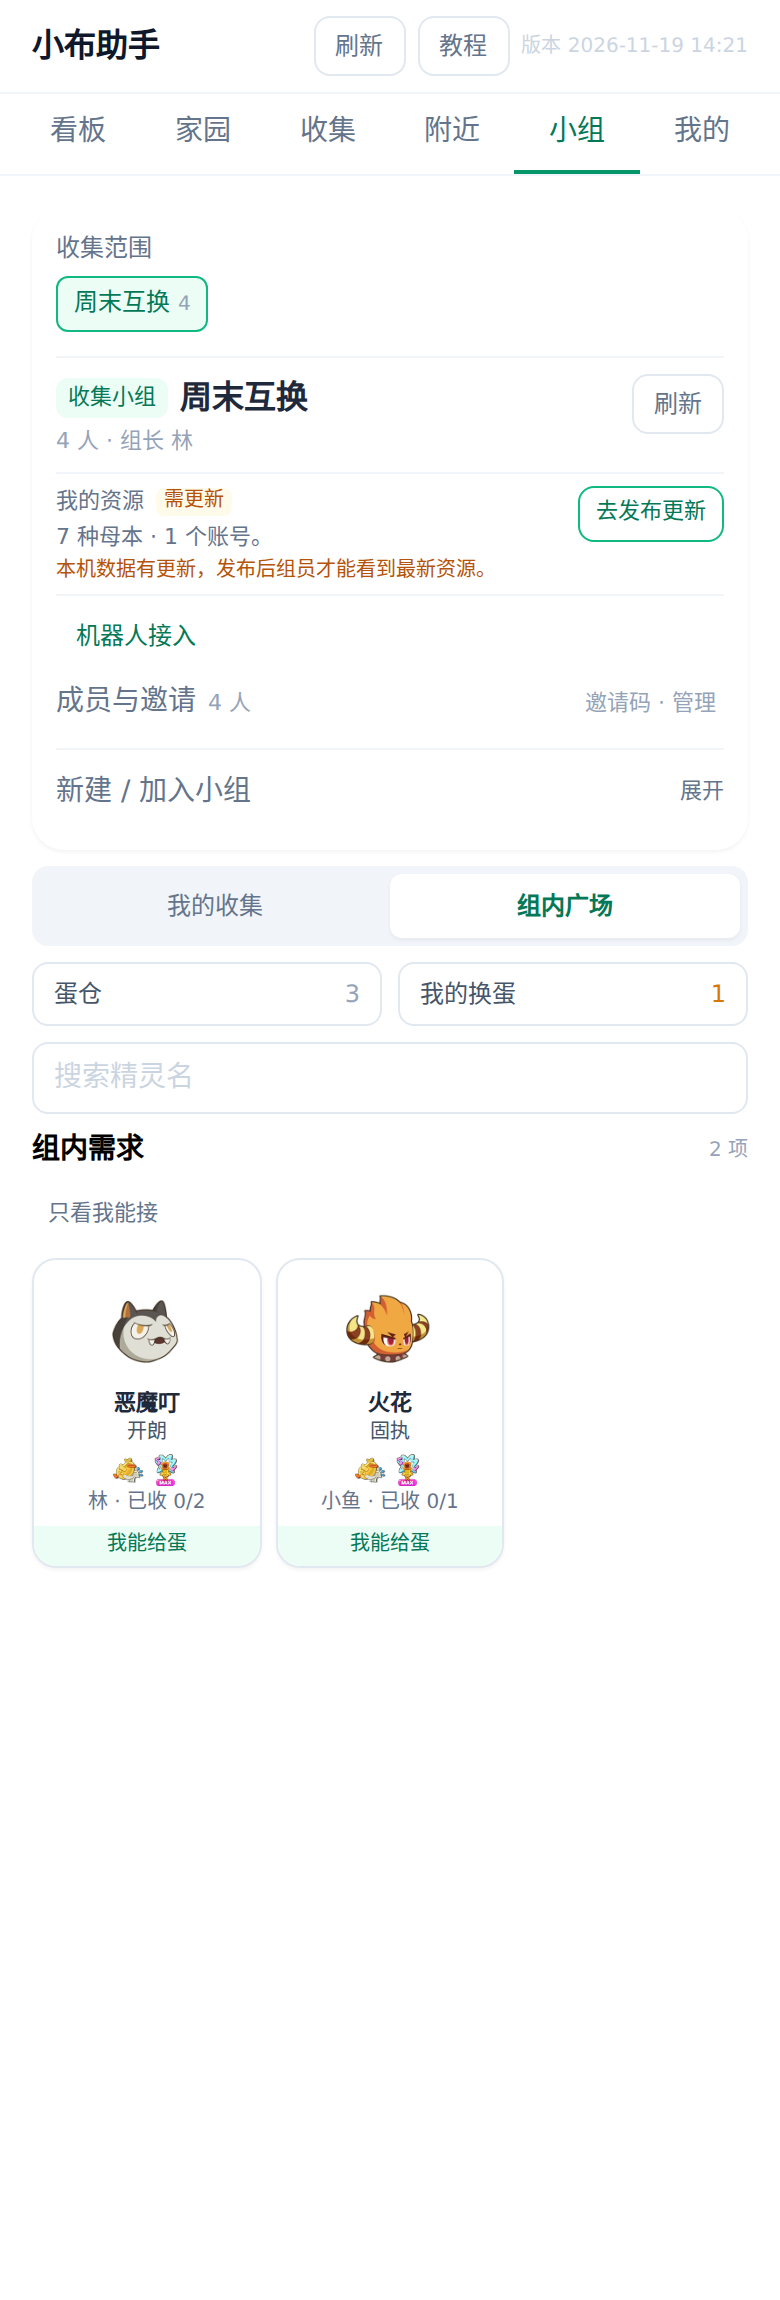 小布助手
刷新 教程 版本 2026-11-19 14:21
看板 家园 收集 附近 小组 我的
收集范围
周末互换 4
收集小组 周末互换 刷新
4 人 · 组长 林
我的资源 需更新 去发布更新
7 种母本 · 1 个账号。
本机数据有更新，发布后组员才能看到最新资源。
机器人接入
成员与邀请 4 人 邀请码 · 管理
新建 / 加入小组 展开
我的收集 组内广场
蛋仓 3 我的换蛋 1
搜索精灵名
组内需求 2 项
只看我能接
恶魔叮 火花
开朗 固执
MAX MAX
林 · 已收 0/2 小鱼 · 已收 0/1
我能给蛋 我能给蛋